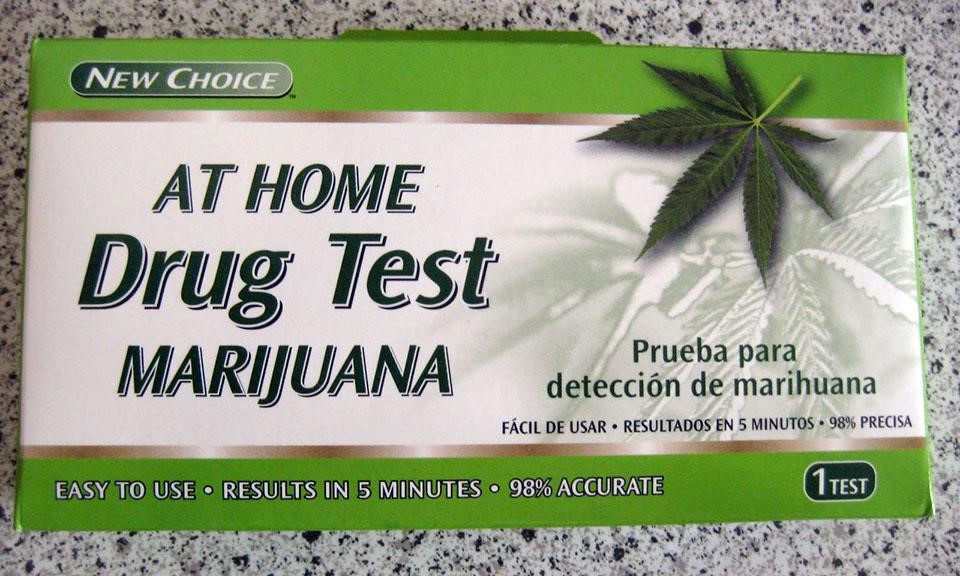 NEW CHOICE™
AT HOME
Drug Test
MARIJUANA
Prueba para
detección de marihuana
FÁCIL DE USAR • RESULTADOS EN 5 MINUTOS • 98% PRECISA
EASY TO USE • RESULTS IN 5 MINUTES • 98% ACCURATE
1 TEST